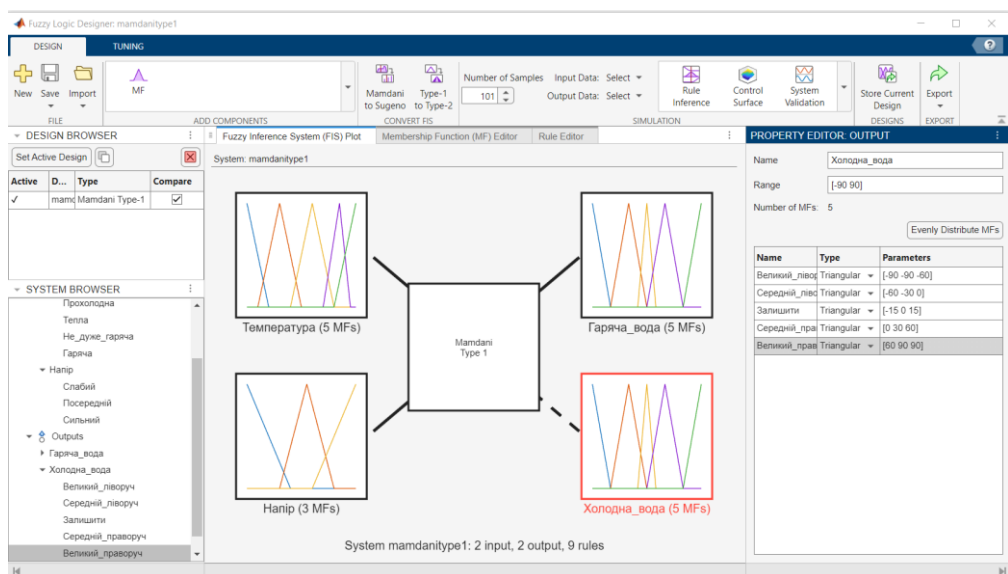 Fuzzy Logic Designer: mamdanitype1
DESIGN TUNING
New Save Import
MF
Mamdani to Sugeno
Type-1 to Type-2
Number of Samples 101
Input Data: Select
Output Data: Select
Rule Inference
Control Surface
System Validation
Store Current Design
Export
FILE ADD COMPONENTS CONVERT FIS SIMULATION DESIGNS EXPORT
DESIGN BROWSER
Set Active Design
Active D... Type Compare
✓ mamc Mamdani Type-1
SYSTEM BROWSER
Прохолодна
Тепла
Не_дуже_гаряча
Гаряча
Напір
Слабий
Посередній
Сильний
Outputs
Гаряча_вода
Холодна_вода
Великий_ліворуч
Середній_ліворуч
Залишити
Середній_праворуч
Великий_праворуч
Fuzzy Inference System (FIS) Plot Membership Function (MF) Editor Rule Editor
System: mamdanitype1
Температура (5 MFs)
Гаряча_вода (5 MFs)
Mamdani
Type 1
Напір (3 MFs)
Холодна_вода (5 MFs)
System mamdanitype1: 2 input, 2 output, 9 rules
PROPERTY EDITOR: OUTPUT
Name Холодна_вода
Range [-90 90]
Number of MFs: 5
Evenly Distribute MFs
Name Type Parameters
Великий_лівор Triangular [-90 -90 -60]
Середній_ліво Triangular [-60 -30 0]
Залишити Triangular [-15 0 15]
Середній_пра Triangular [0 30 60]
Великий_прав Triangular [60 90 90]